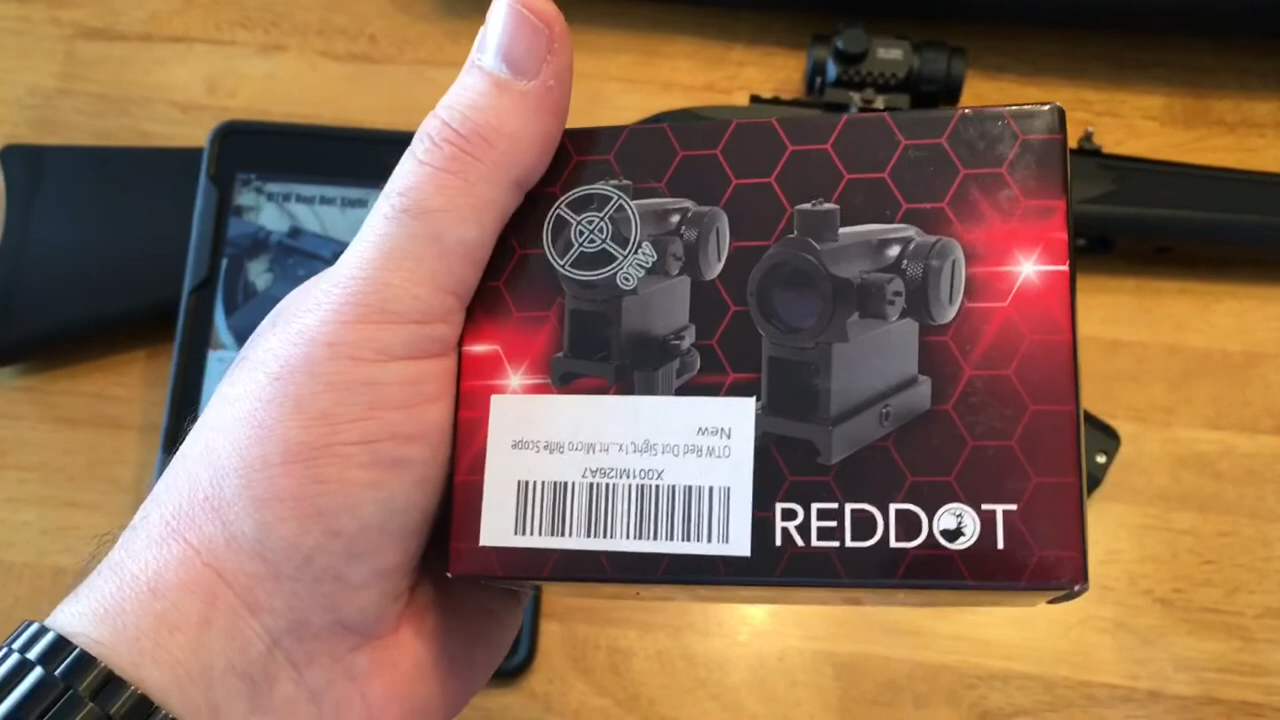 OTW Red Dot Sight
OTW
REDDOT
New
OTW Red Dot Sight,1x...ht Micro Rifle Scope
X001MI26A7